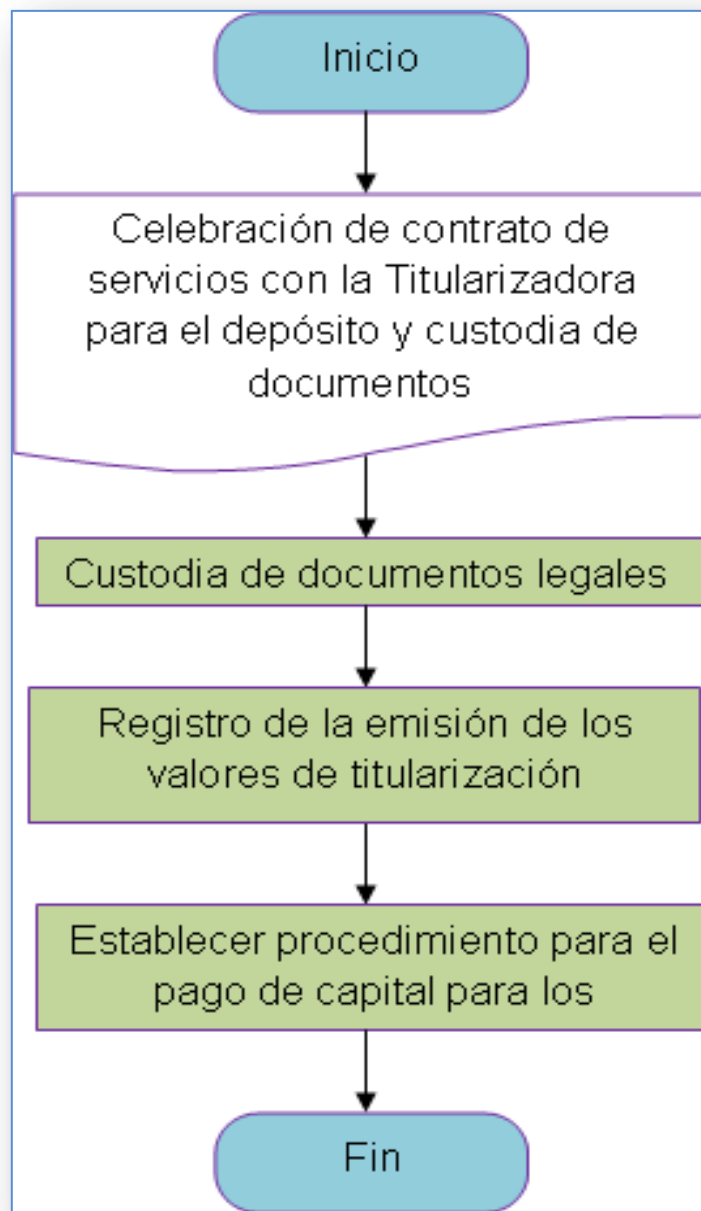 Inicio
Celebración de contrato de
servicios con la Titularizadora
para el depósito y custodia de
documentos
Custodia de documentos legales
Registro de la emisión de los
valores de titularización
Establecer procedimiento para el
pago de capital para los
Fin